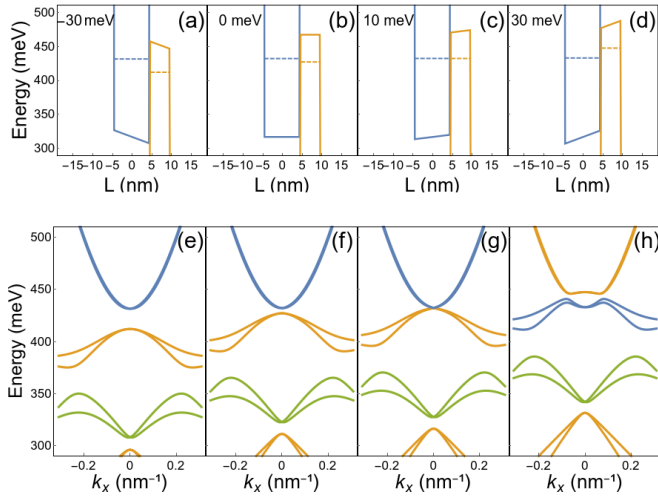 −30 meV (a) 0 meV (b) 10 meV (c) 30 meV (d)
500
450
400
350
300
Energy (meV)
−15 −10 −5 0 5 10 15 −15 −10 −5 0 5 10 15 −15 −10 −5 0 5 10 15 −15 −10 −5 0 5 10 15
L (nm) L (nm) L (nm) L (nm)
(e) (f) (g) (h)
500
450
400
350
300
Energy (meV)
−0.2 0 0.2 −0.2 0 0.2 −0.2 0 0.2 −0.2 0 0.2
kx (nm⁻¹) kx (nm⁻¹) kx (nm⁻¹) kx (nm⁻¹)